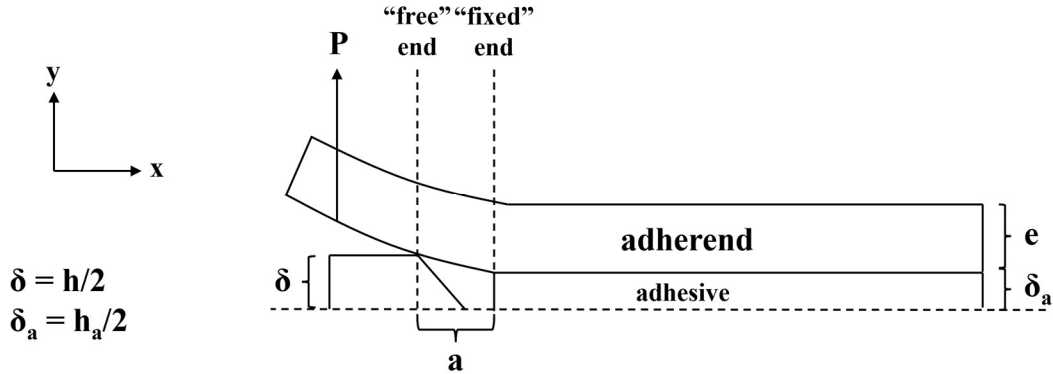 “free” “fixed”
end end
P
y
x
adherend
e
δ
adhesive
δa
δ = h/2
δa = ha/2
a